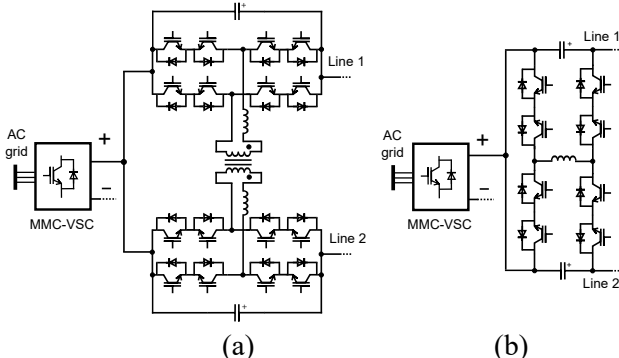 Line 1
AC
grid
+
−
MMC-VSC
Line 2
+
+
(a)
Line 1
AC
grid
+
−
MMC-VSC
Line 2
+
+
(b)